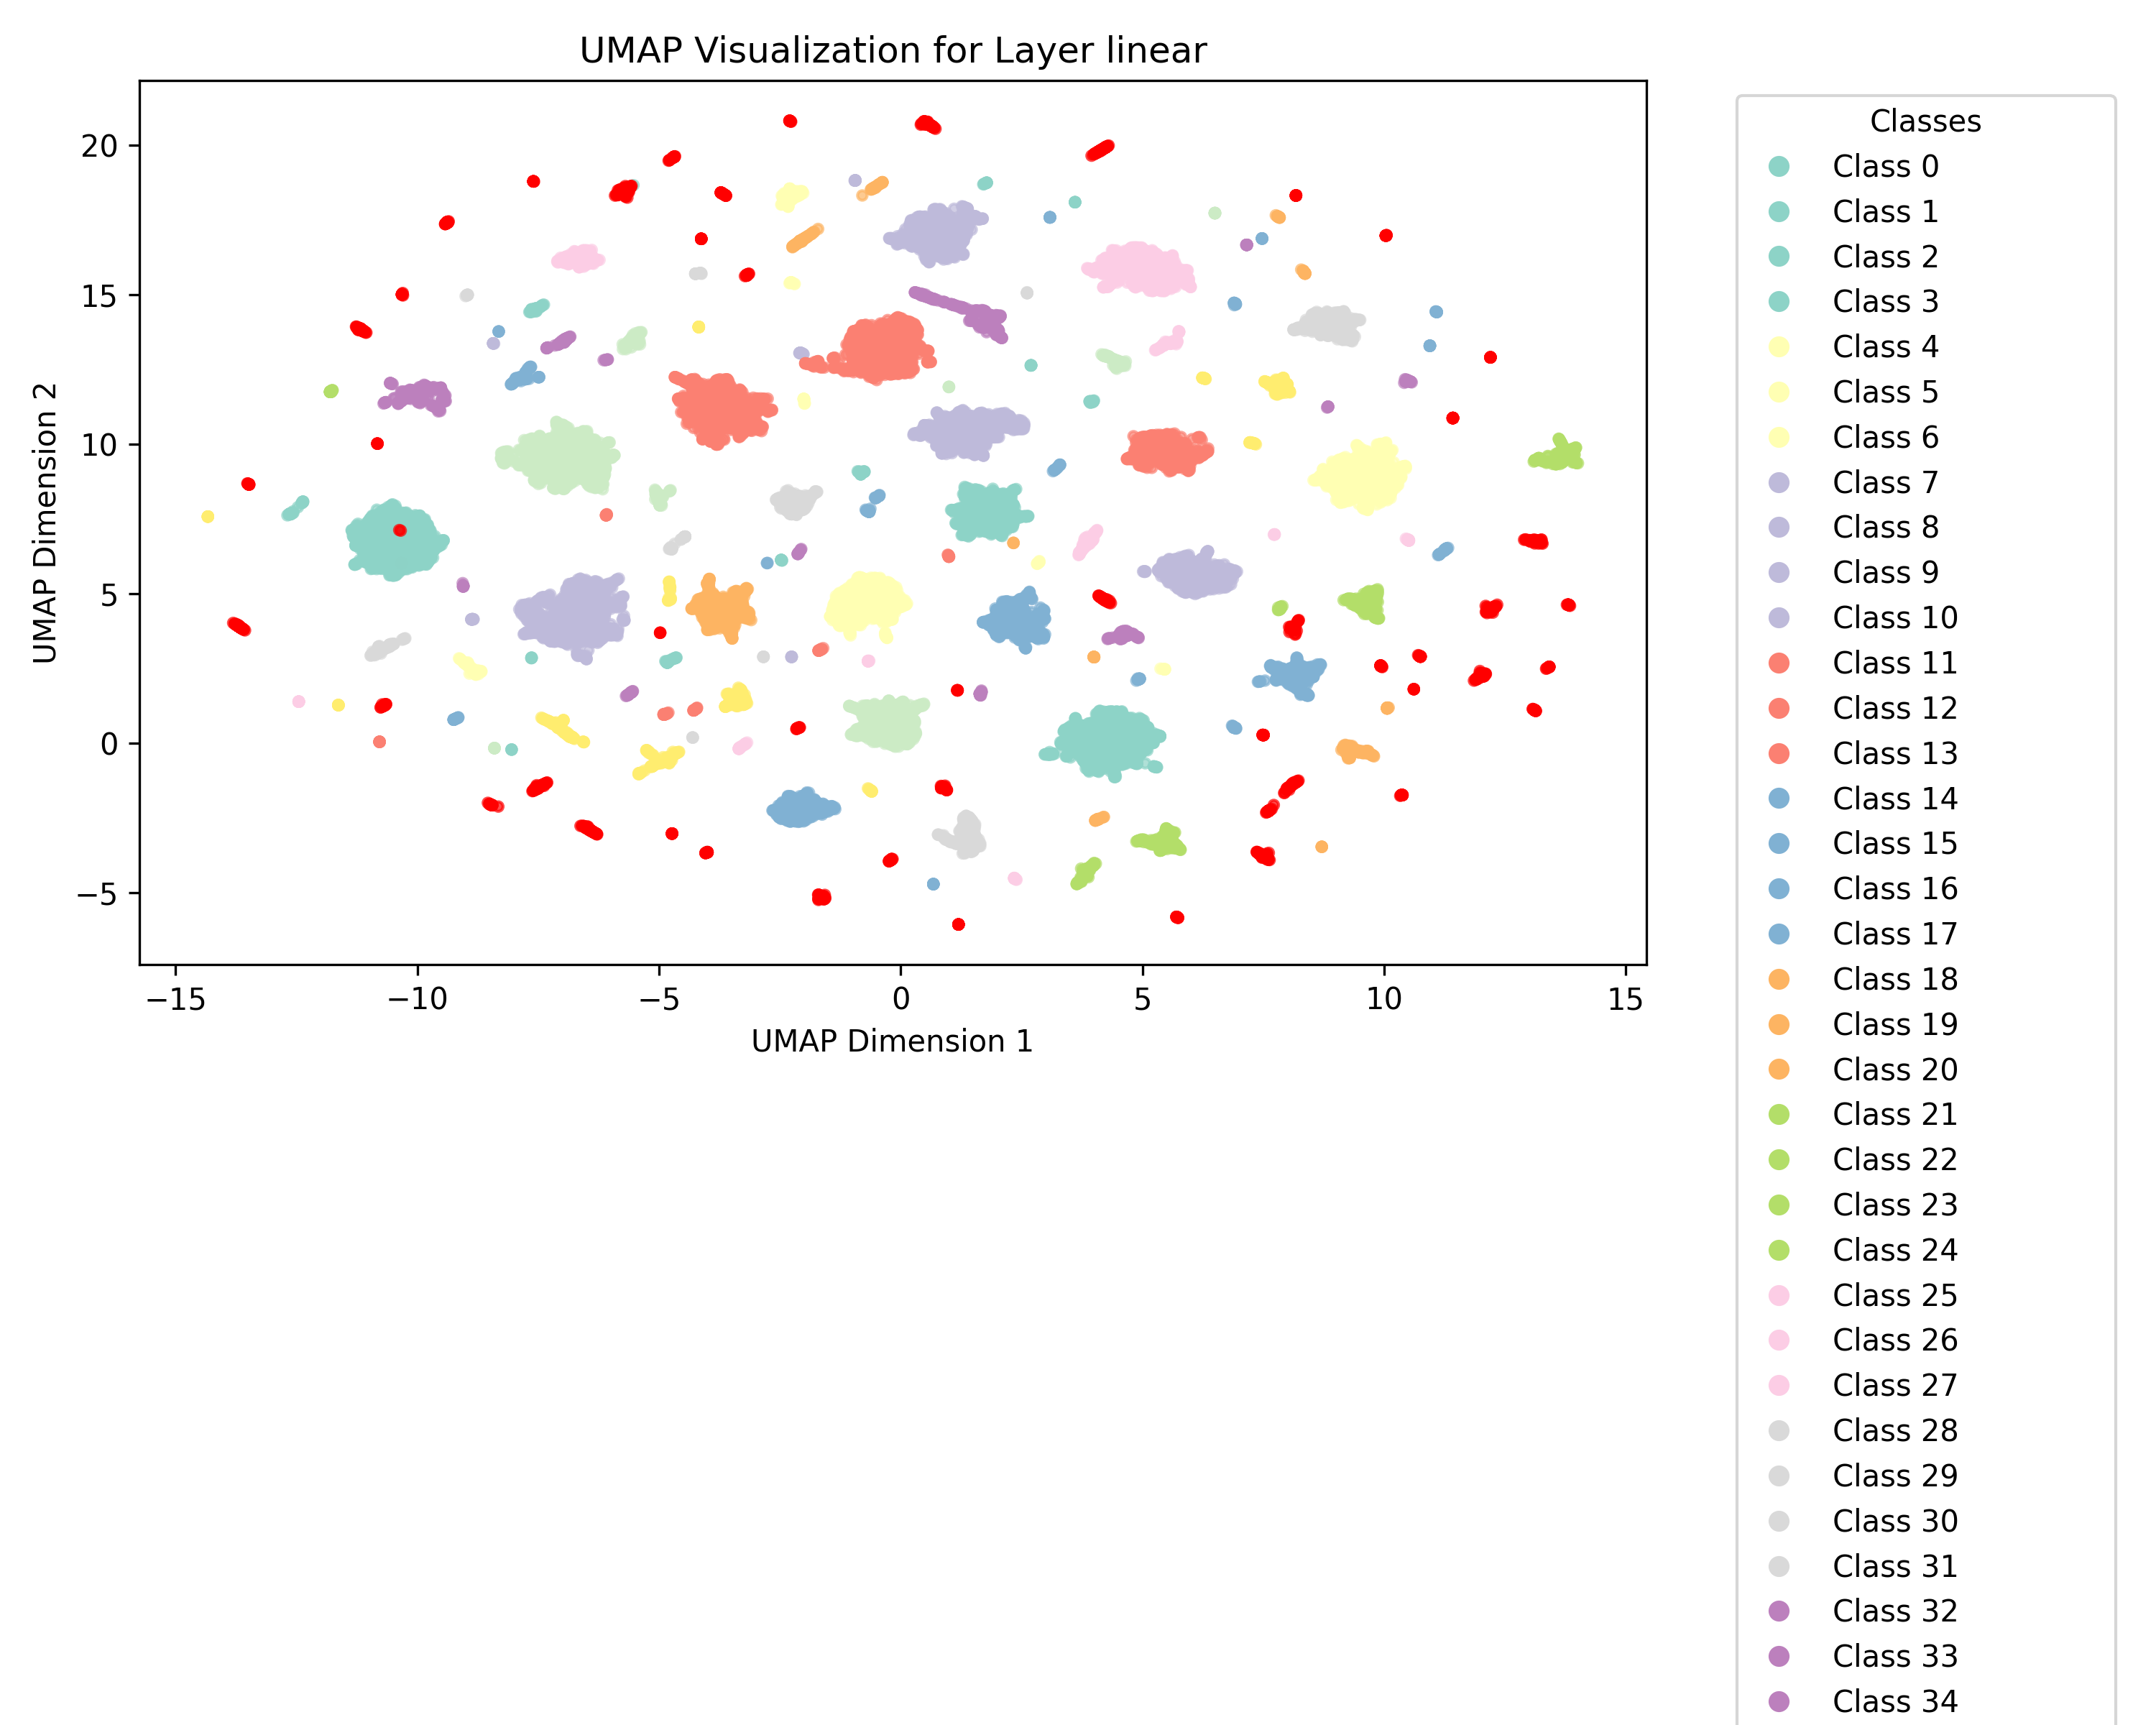 UMAP Visualization for Layer linear
UMAP Dimension 2
20
15
10
5
0
−5
−15
−10
−5
0
5
10
15
UMAP Dimension 1
Classes
Class 0
Class 1
Class 2
Class 3
Class 4
Class 5
Class 6
Class 7
Class 8
Class 9
Class 10
Class 11
Class 12
Class 13
Class 14
Class 15
Class 16
Class 17
Class 18
Class 19
Class 20
Class 21
Class 22
Class 23
Class 24
Class 25
Class 26
Class 27
Class 28
Class 29
Class 30
Class 31
Class 32
Class 33
Class 34